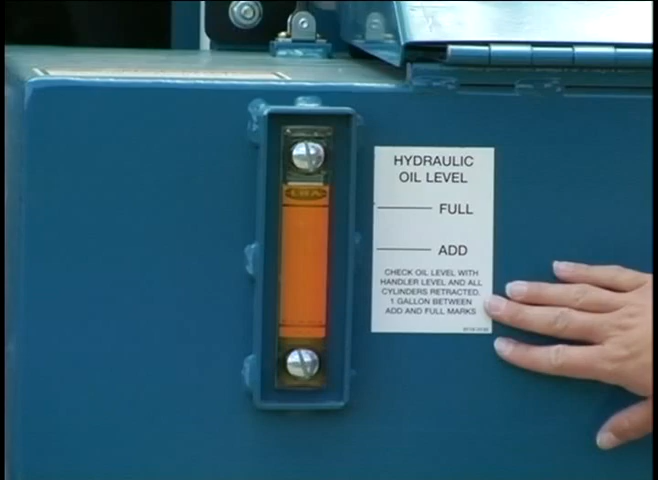 HYDRAULIC
OIL LEVEL
FULL
ADD
CHECK OIL LEVEL WITH
HANDLER LEVEL AND ALL
CYLINDERS RETRACTED.
1 GALLON BETWEEN
ADD AND FULL MARKS